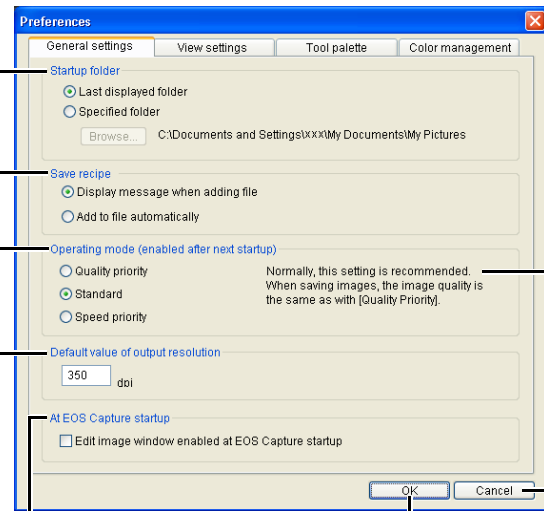 Preferences
General settings View settings Tool palette Color management
Startup folder
Last displayed folder
Specified folder
Browse... C:\Documents and Settings\xxx\My Documents\My Pictures
Save recipe
Display message when adding file
Add to file automatically
Operating mode (enabled after next startup)
Quality priority
Standard
Speed priority
Normally, this setting is recommended.
When saving images, the image quality is
the same as with [Quality Priority].
Default value of output resolution
350 dpi
At EOS Capture startup
Edit image window enabled at EOS Capture startup
OK Cancel